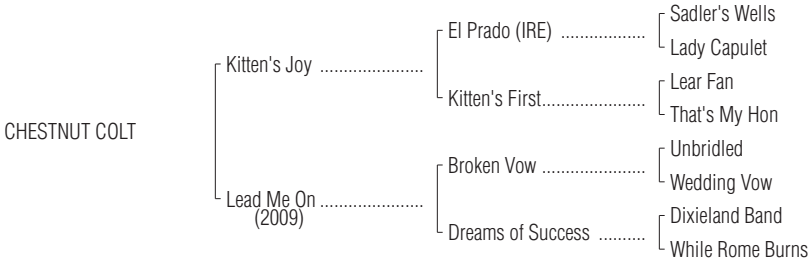 CHESTNUT COLT
Kitten's Joy ......................
Lead Me On ......................
(2009)
El Prado (IRE) ..................
Kitten's First......................
Broken Vow ......................
Dreams of Success ..........
Sadler's Wells
Lady Capulet
Lear Fan
That's My Hon
Unbridled
Wedding Vow
Dixieland Band
While Rome Burns